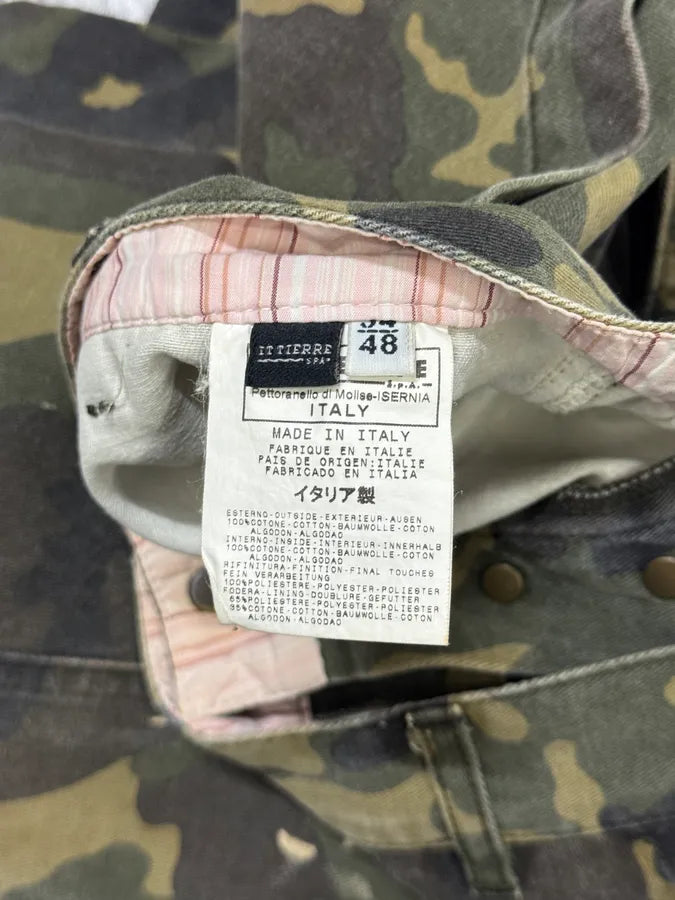 ITTIERRE
SPA
48
S.p.A.
Pettoranello di Molise-ISERNIA
ITALY
MADE IN ITALY
FABRIQUE EN ITALIE
PAIS DE ORIGEN:ITALIE
FABRICADO EN ITALIA
イタリア製
ESTERNO-OUTSIDE-EXTERIEUR-AUSEN
100%COTONE-COTTON-BAUMWOLLE-COTON
ALGODON-ALGODAO
INTERNO-INSIDE-INTERIEUR-INNERHALB
100%COTONE-COTTON-BAUMWOLLE-COTON
ALGODON-ALGODAO
RIFINITURA-FINITION-FINAL TOUCHES
FEIN VERARBEITUNG
100%POLIESTERE-POLYESTER-POLIESTER
FODERA-LINING-DOUBLURE-GEFUTTER
65%POLIESTERE-POLYESTER-POLIESTER
35%COTONE-COTTON-BAUMWOLLE-COTON
ALGODON-ALGODAO